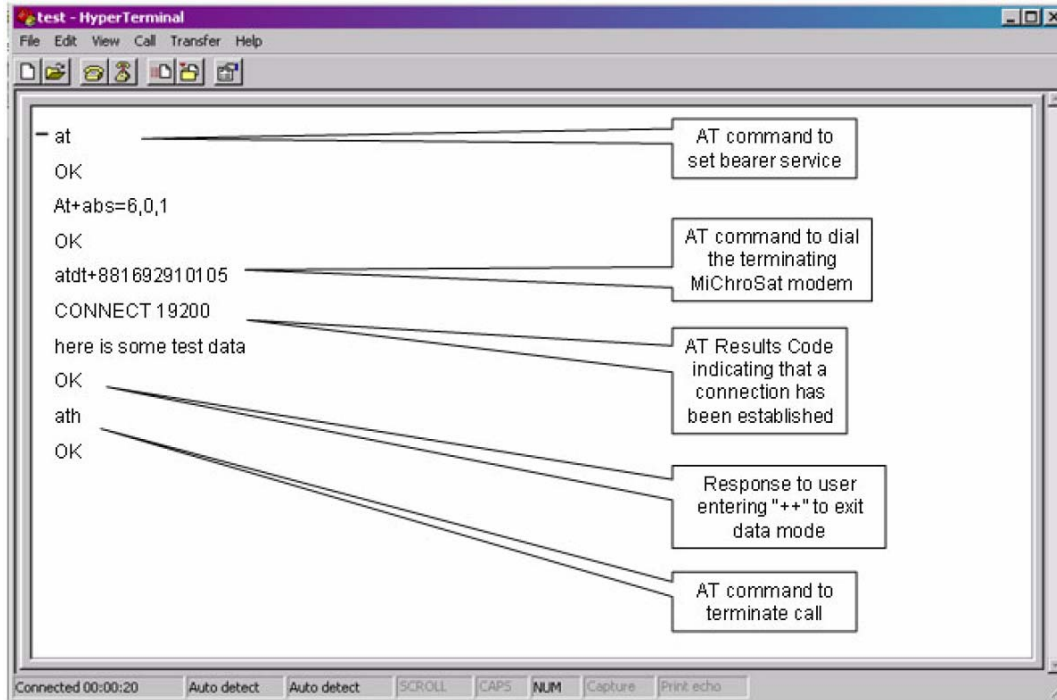 test - HyperTerminal
File Edit View Call Transfer Help
at
OK
At+abs=6,0,1
OK
atdt+881692910105
CONNECT 19200
here is some test data
OK
ath
OK
AT command to
set bearer service
AT command to dial
the terminating
MiChroSat modem
AT Results Code
indicating that a
connection has
been established
Response to user
entering "++" to exit
data mode
AT command to
terminate call
Connected 00:00:20 Auto detect Auto detect SCROLL CAPS NUM Capture Print echo